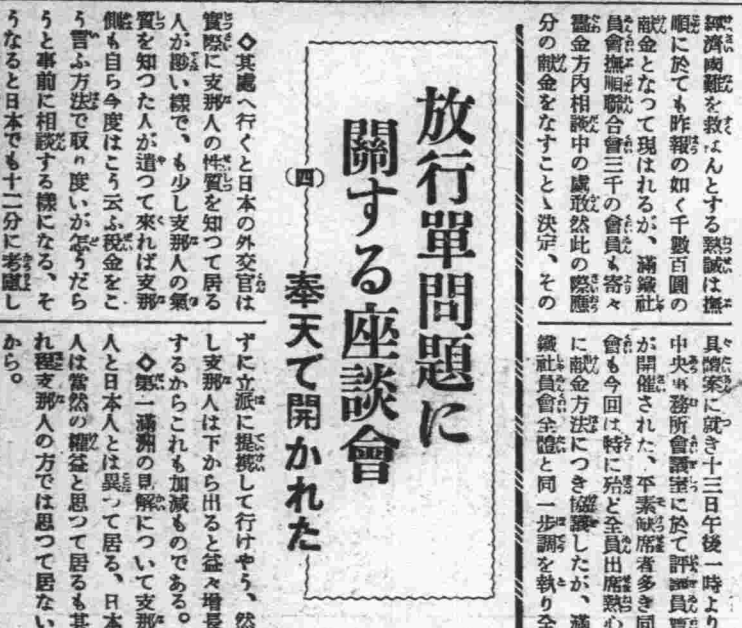 經濟國難を救はんとする熱誠は撫
順に於ても昨報の如く千數百圓の
献金となつて現はれるが、滿鐵社
員會撫順聯合會三千の會員も寄々
醵金方內相談中の處敢然此の際應
分の献金をなすことゝ決定、その
具體案に就き十三日午後一時より
中央事務所會議室に於て評議員會
が開催された、平素缺席者多き同
會も今回は特に殆ど全員出席熱心
に献金方法につき協議したが、滿
鐵社員會全體と同一步調を執り全
放行單問題に
關する座談會
(四)
奉天で開かれた
◇其處へ行くと日本の外交官は
實際に支那人の性質を知つて居る
人が尠い樣で、も少し支那人の氣
質を知つた人が遣つて來れば支那
側も自ら今度はこう云ふ稅金をこ
う言ふ方法で取り度いが怎うだら
うと事前に相談する樣になる、そ
うなると日本でも十二分に考慮し
ずに立派に提携して行けやう、然
し支那人は下から出ると益々增長
するからこれも加減ものである。
◇第一滿洲の見解について支那
人と日本人とは異つて居る、日本
人は當然の權益と思つて居るも其
れ程支那人の方では思つて居ない
から。